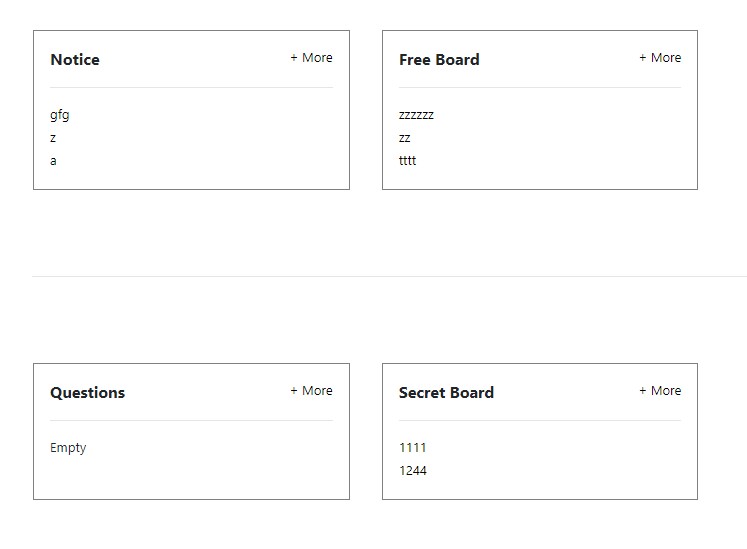 Notice + More
gfg
z
a
Free Board + More
zzzzzz
zz
tttt
Questions + More
Empty
Secret Board + More
1111
1244